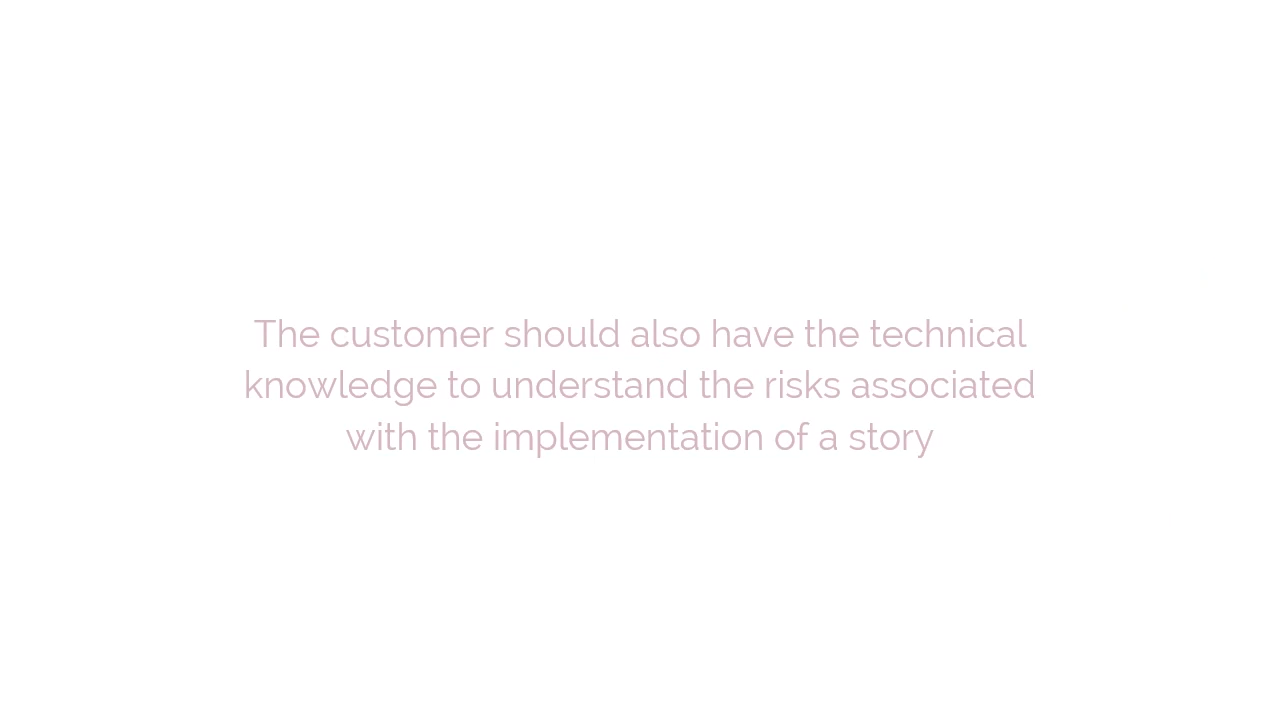 The customer should also have the technical
knowledge to understand the risks associated
with the implementation of a story